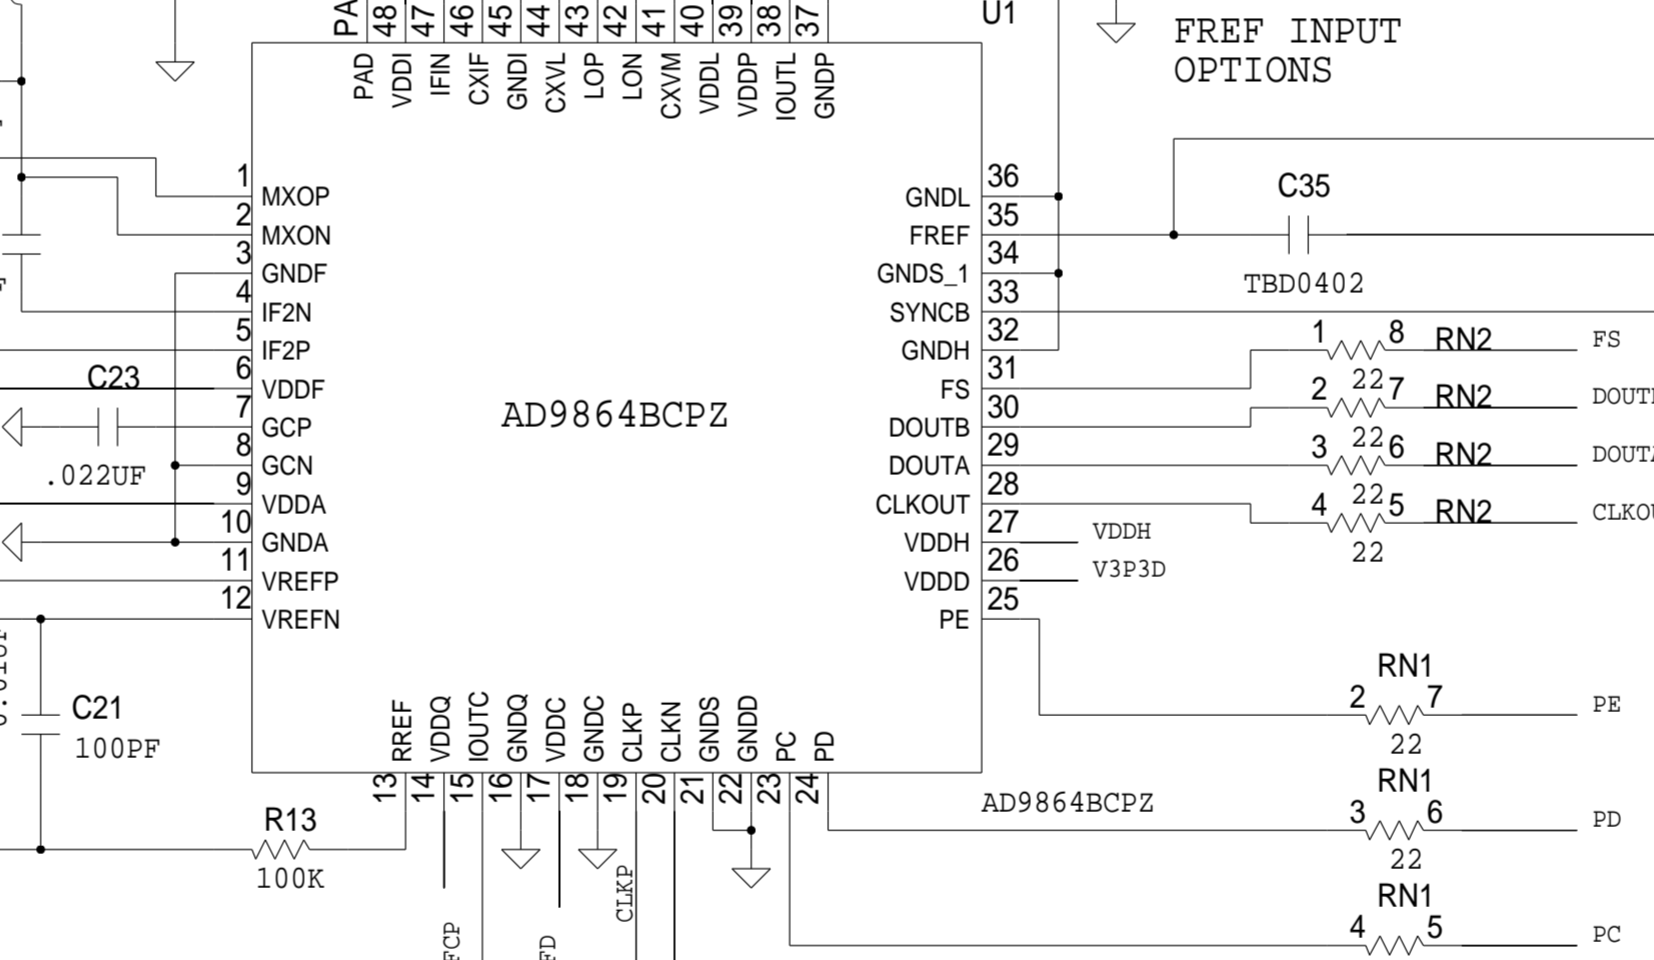 PA
48
47
46
45
44
43
42
41
40
39
38
37
U1
FREF INPUT
OPTIONS
PAD
VDDI
IFIN
CXIF
GNDI
CXVL
LOP
LON
CXVM
VDDL
VDDP
IOUTL
GNDP
1
MXOP
2
MXON
3
GNDF
4
IF2N
5
IF2P
6
VDDF
7
GCP
8
GCN
9
VDDA
10
GNDA
11
VREFP
12
VREFN
C23
.022UF
AD9864BCPZ
36
GNDL
35
FREF
34
GNDS_1
33
SYNCB
32
GNDH
31
FS
30
DOUTB
29
DOUTA
28
CLKOUT
27
VDDH
26
VDDD
25
PE
C35
TBD0402
1 8 RN2 FS
22
2 7 RN2
22
3 6 RN2
22
4 5 RN2
22
VDDH
V3P3D
C21
100PF
R13
100K
RREF
VDDQ
IOUTC
GNDQ
VDDC
GNDC
CLKP
CLKN
GNDS
GNDD
PC
PD
13
14
15
16
17
18
19
20
21
22
23
24
AD9864BCPZ
CLKP
FCP
FD
RN1
2 7 PE
22
RN1
3 6 PD
22
RN1
4 5 PC